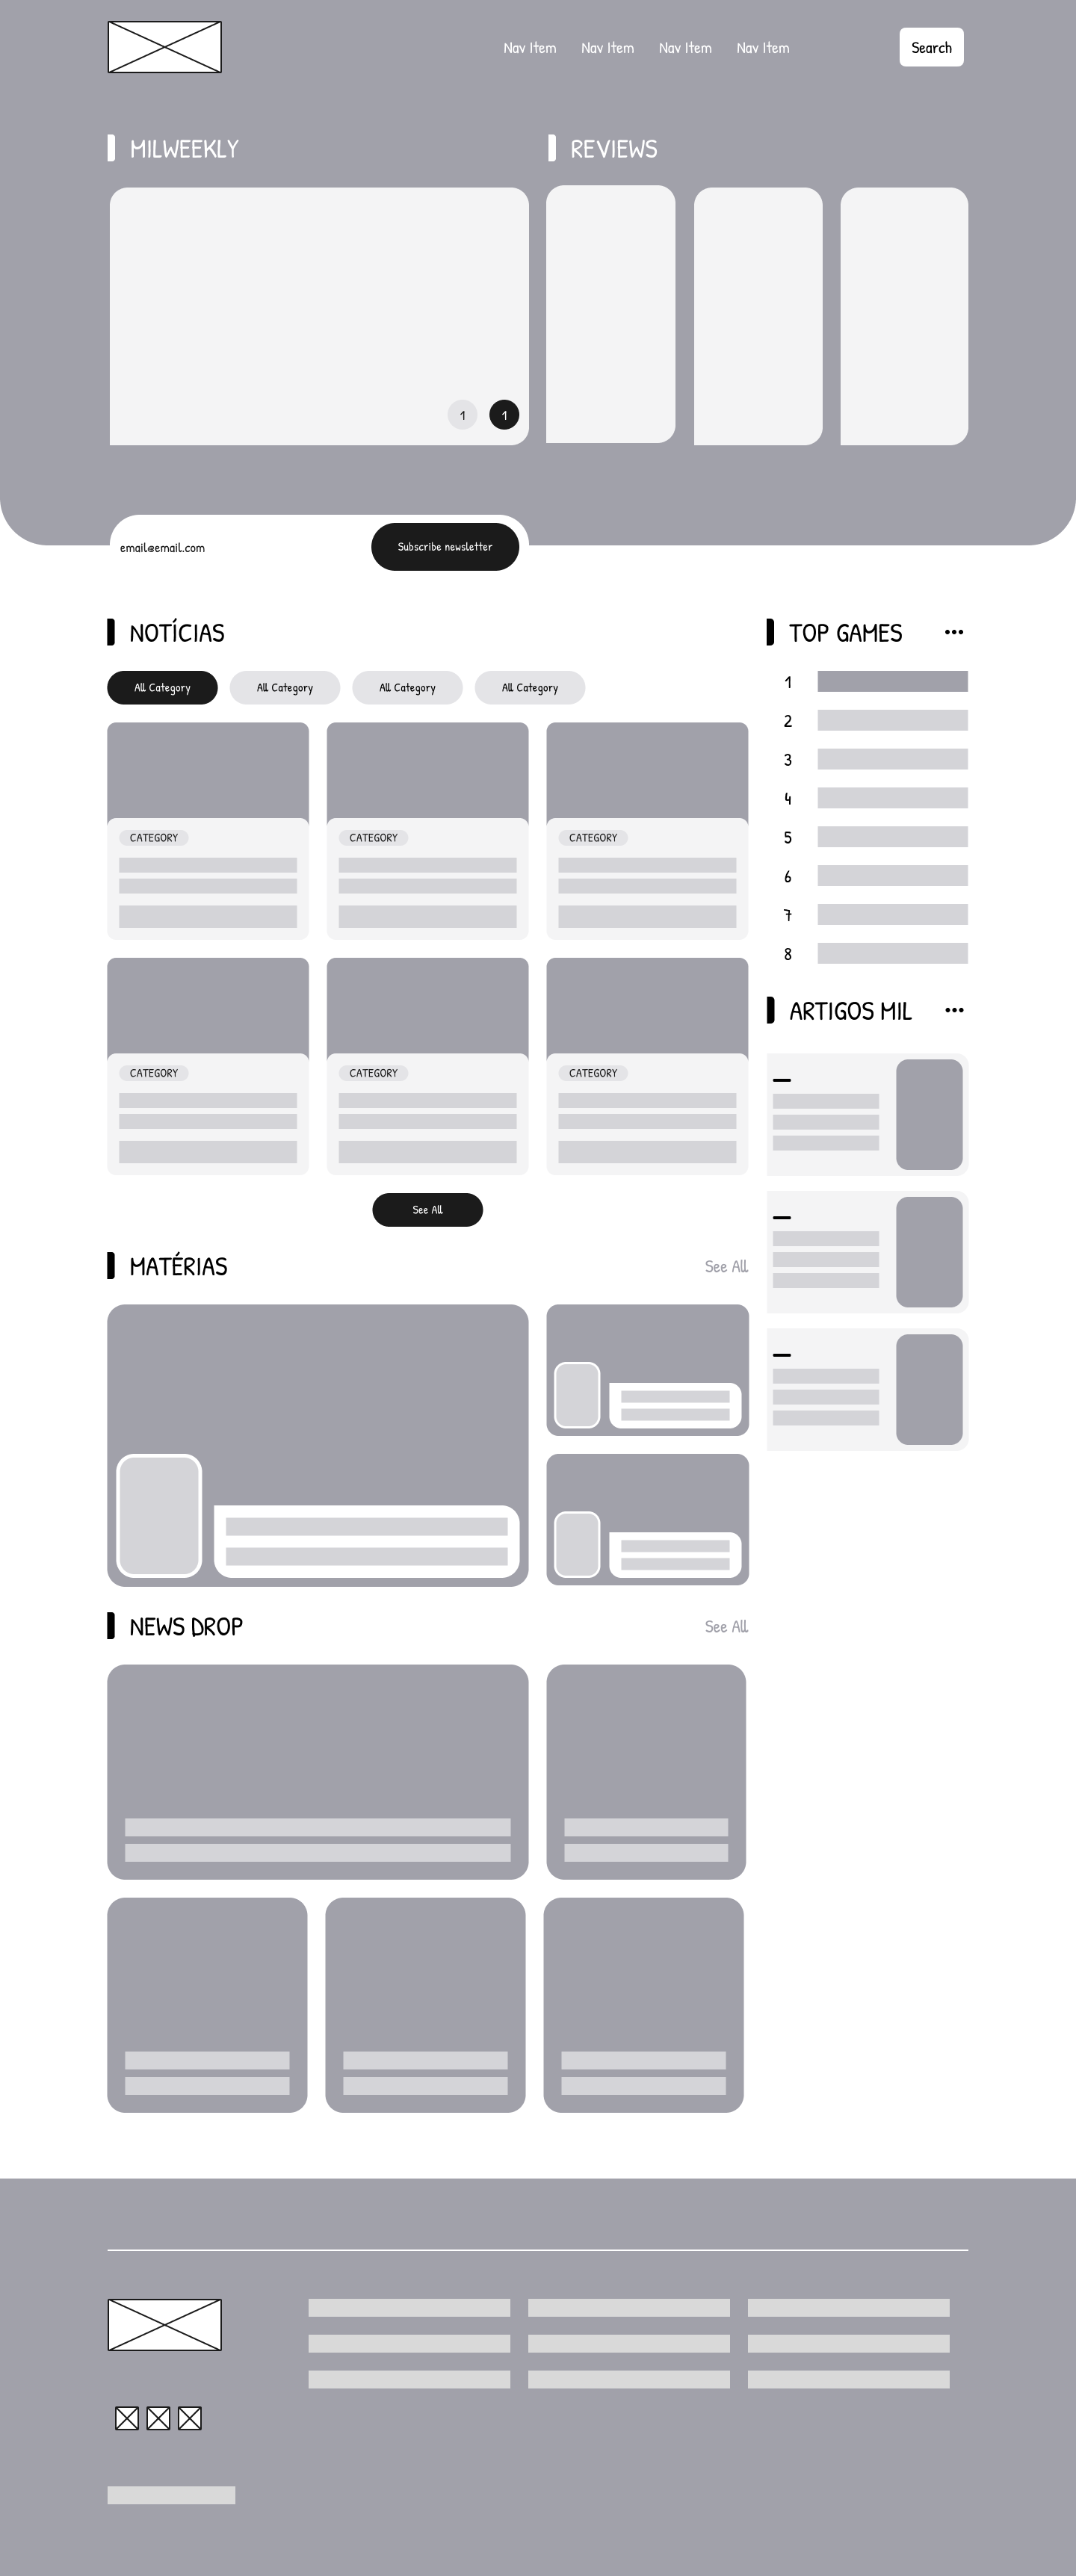 Nav Item Nav Item Nav Item Nav Item Search
MILWEEKLY
REVIEWS
1 1
email@email.com Subscribe newsletter
NOTÍCIAS
All Category All Category All Category All Category
CATEGORY CATEGORY CATEGORY
CATEGORY CATEGORY CATEGORY
See All
TOP GAMES •••
1
2
3
4
5
6
7
8
ARTIGOS MIL •••
MATÉRIAS See All
NEWS DROP See All